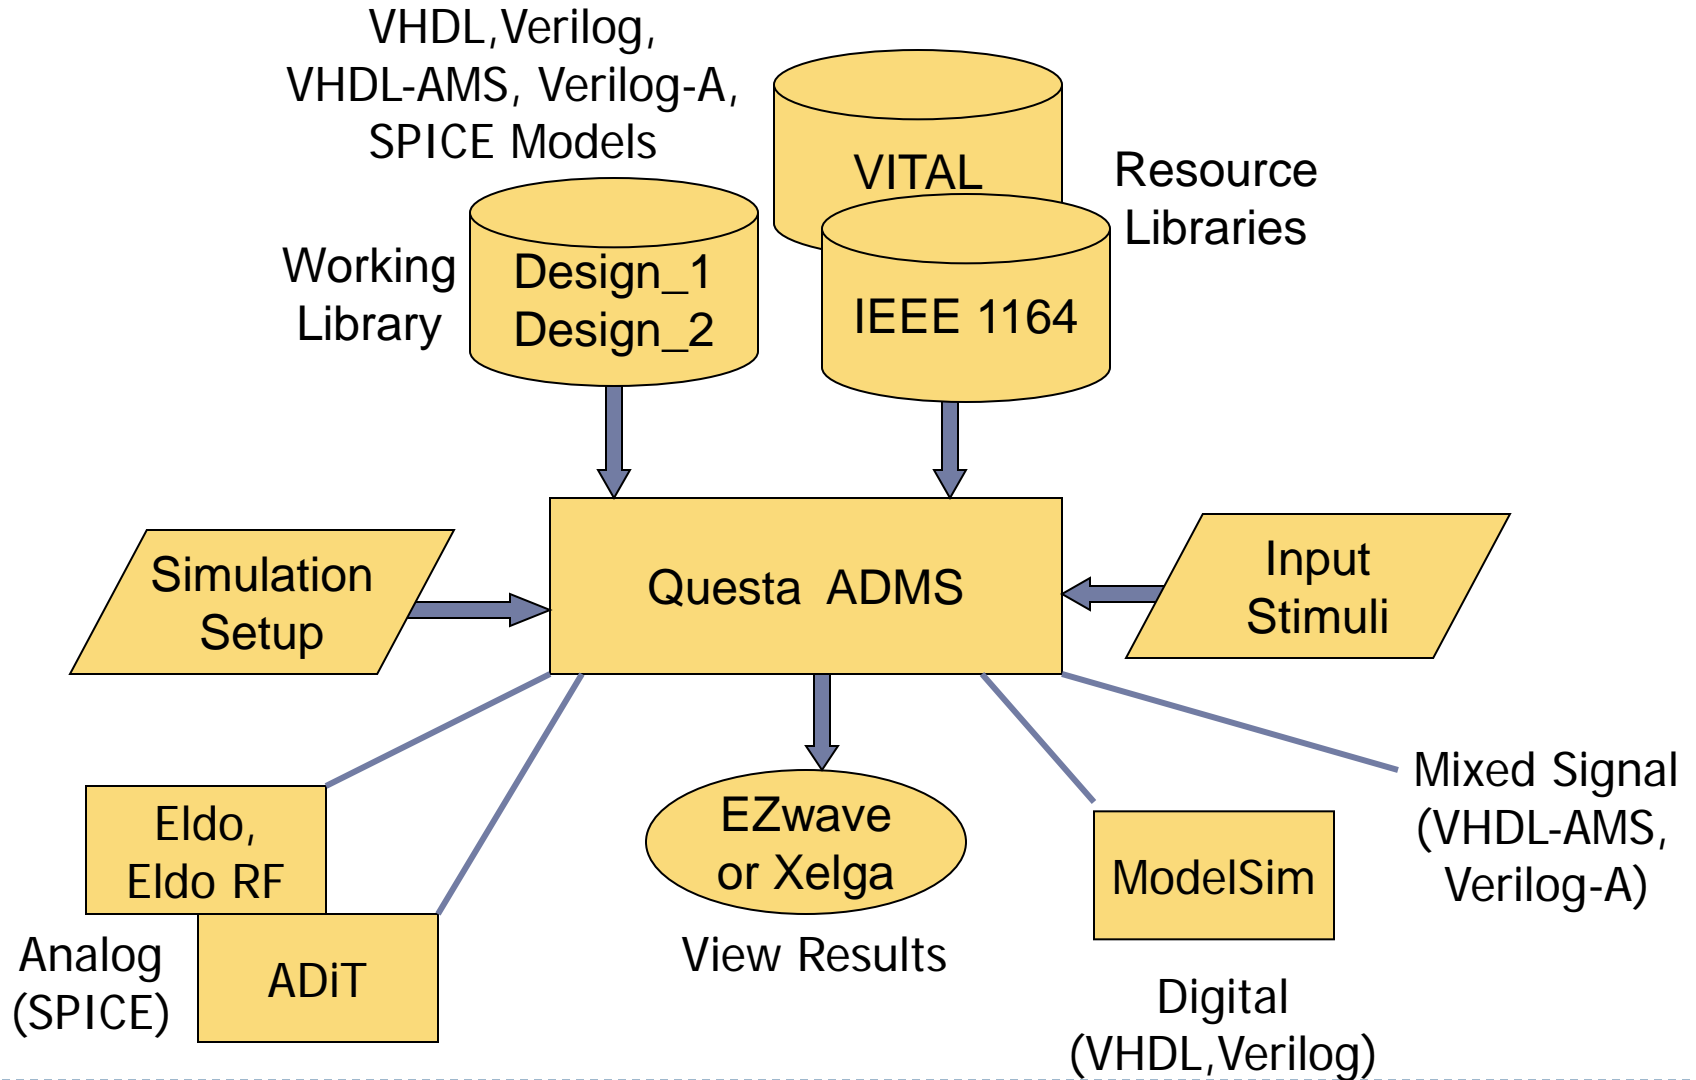 VHDL,Verilog,
VHDL-AMS, Verilog-A,
SPICE Models
VITAL
Resource
Libraries
Working
Library
Design_1
Design_2
IEEE 1164
Simulation
Setup
Questa ADMS
Input
Stimuli
Eldo,
Eldo RF
ADiT
Analog
(SPICE)
EZwave
or Xelga
View Results
ModelSim
Digital
(VHDL,Verilog)
Mixed Signal
(VHDL-AMS,
Verilog-A)